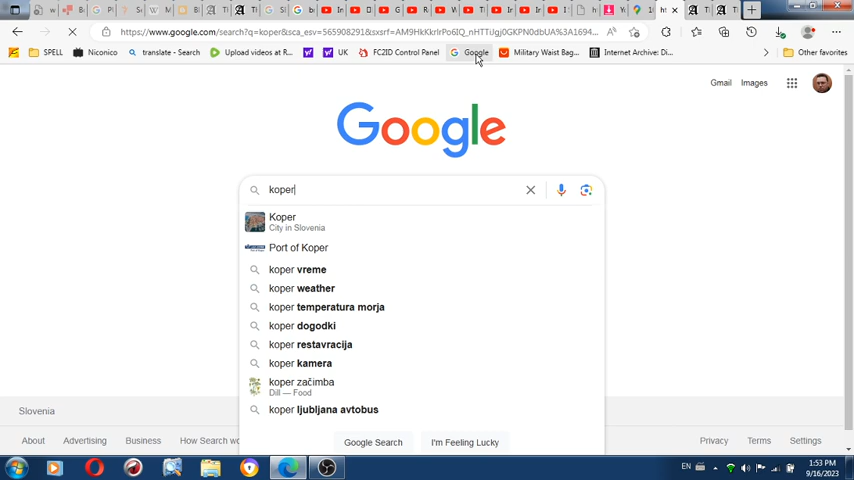 https://www.google.com/search?q=koper&sca_esv=565908291&sxsrf=AM9HkKkrlrPo6IQ_nHTTUgj0GKPN0dbUbA%3A1694...
SPELL Niconico translate - Search Upload videos at R... UK FC2ID Control Panel Google Military Waist Bag... Internet Archive: Di... Other favorites
Gmail Images
Google
koper
Koper
City in Slovenia
Port of Koper
koper vreme
koper weather
koper temperatura morja
koper dogodki
koper restavracija
koper kamera
koper začimba
Dill — Food
koper ljubljana avtobus
Google Search I'm Feeling Lucky
Slovenia
About Advertising Business How Search wo Privacy Terms Settings
EN 1:53 PM
9/16/2023